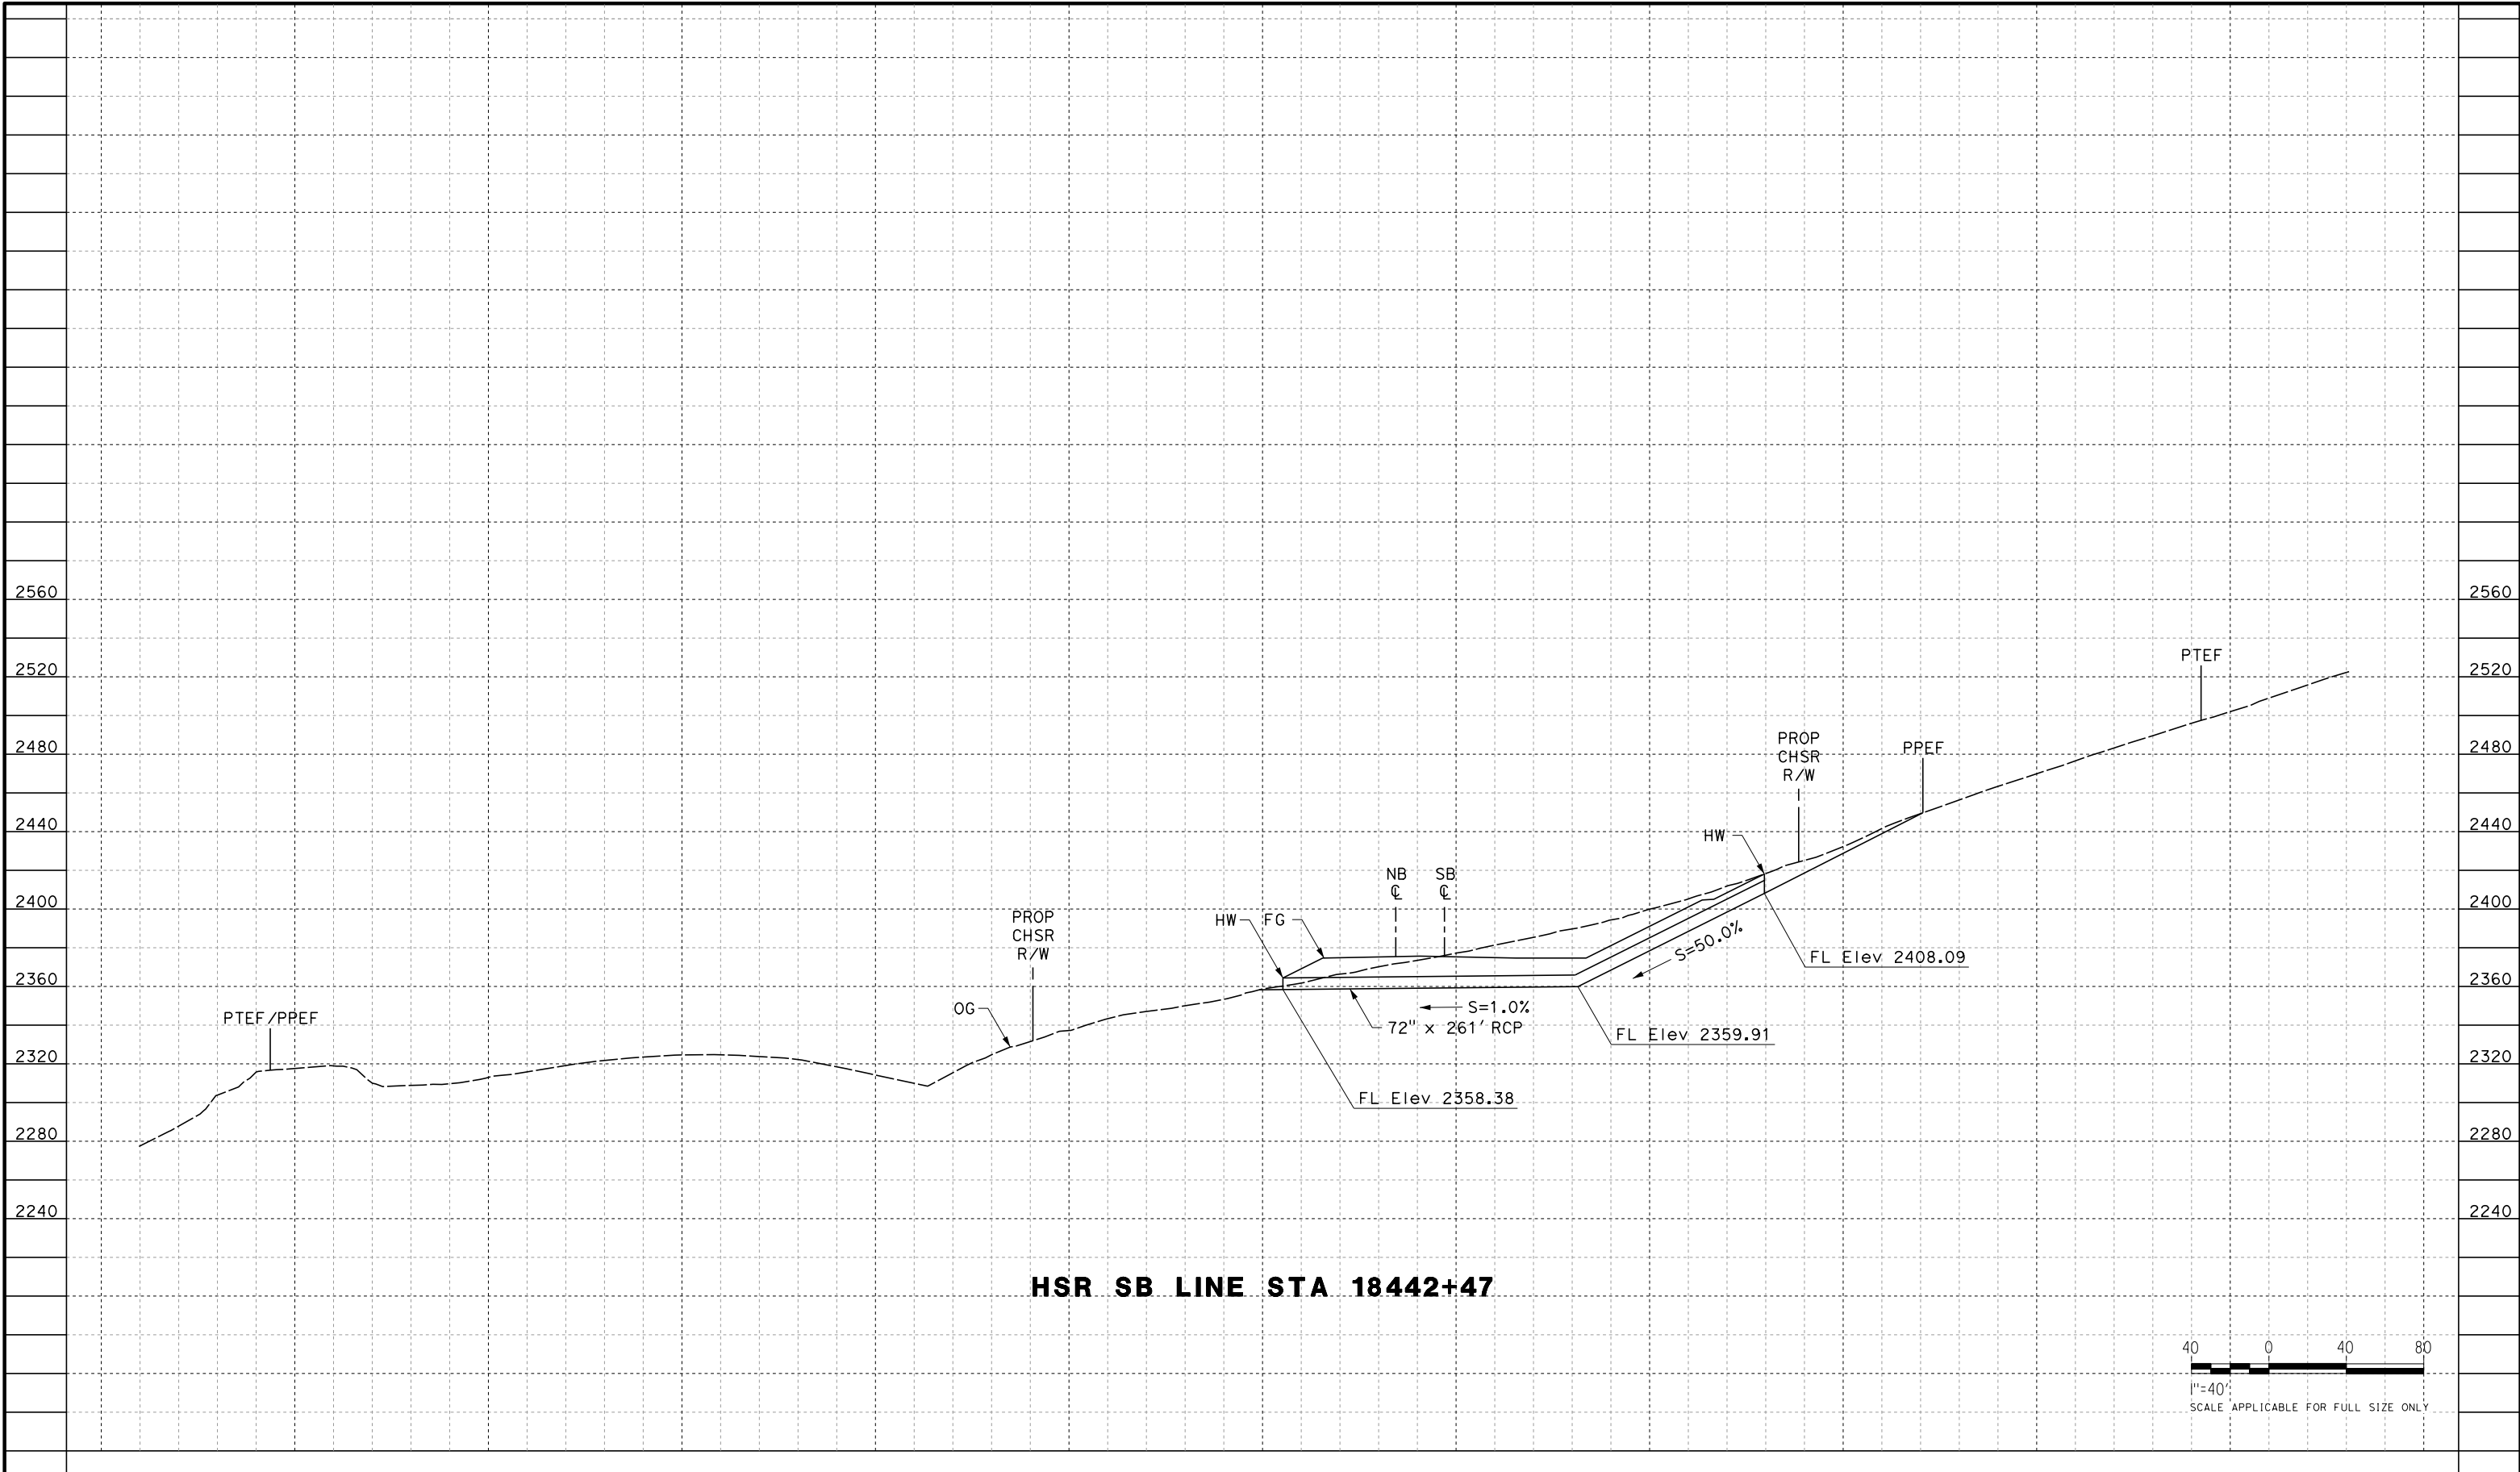 2560
2560
2520
2520
PTEF
2480
2480
PROP
CHSR
R/W
PPEF
2440
2440
HW
NB
℄
SB
℄
2400
2400
PROP
CHSR
R/W
HW
FG
S=50.0%
FL Elev 2408.09
2360
2360
OG
S=1.0%
72" x 261' RCP
PTEF/PPEF
FL Elev 2359.91
2320
2320
FL Elev 2358.38
2280
2280
2240
2240
HSR SB LINE STA 18442+47
40 0 40 80
1"=40'
SCALE APPLICABLE FOR FULL SIZE ONLY